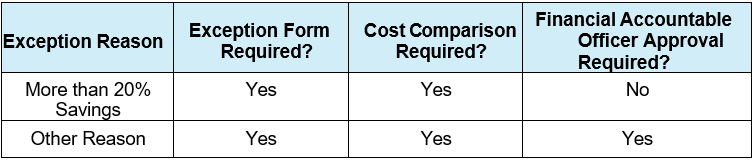 Exception Reason
Exception Form
Required?
Cost Comparison
Required?
Financial Accountable
Officer Approval
Required?
More than 20%
Savings
Yes
Yes
No
Other Reason
Yes
Yes
Yes